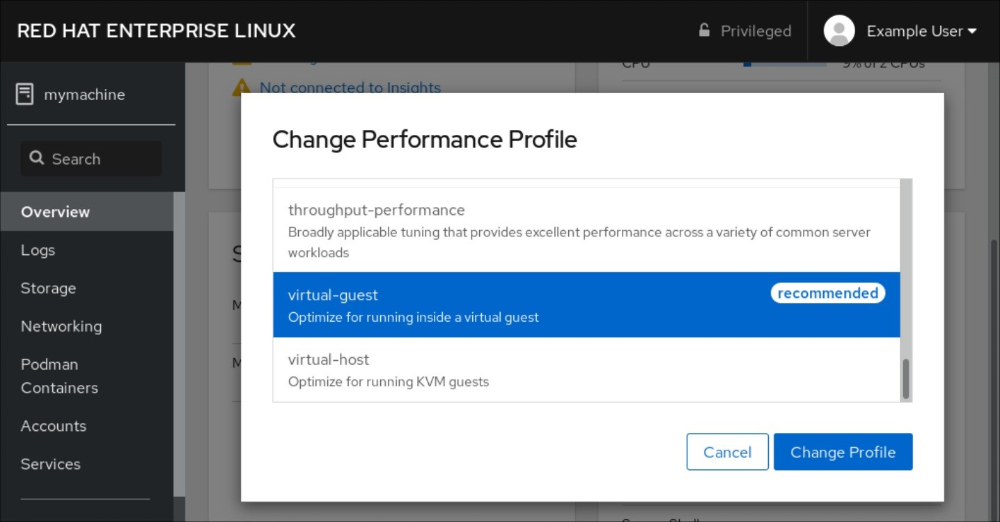 RED HAT ENTERPRISE LINUX
Privileged
Example User
mymachine
Search
Overview
Logs
Storage
Networking
Podman
Containers
Accounts
Services
CPU
9% of 2 CPUs
Not connected to Insights
Change Performance Profile
throughput-performance
Broadly applicable tuning that provides excellent performance across a variety of common server
workloads
virtual-guest
recommended
Optimize for running inside a virtual guest
virtual-host
Optimize for running KVM guests
Cancel
Change Profile